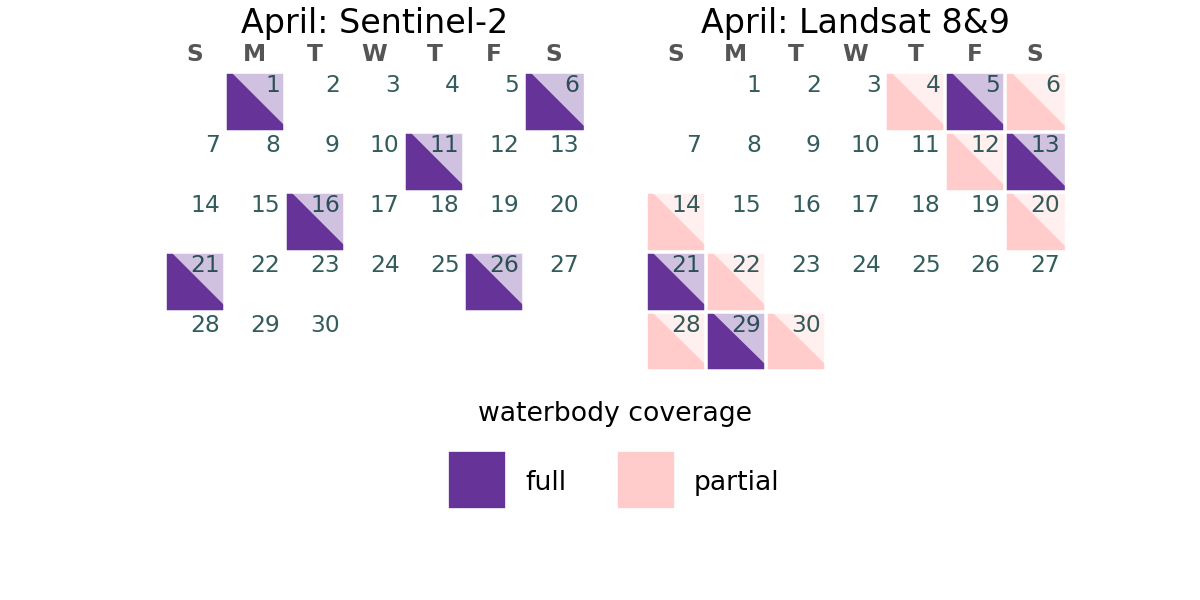 April: Sentinel-2
S M T W T F S
1 2 3 4 5 6
7 8 9 10 11 12 13
14 15 16 17 18 19 20
21 22 23 24 25 26 27
28 29 30
April: Landsat 8&9
S M T W T F S
1 2 3 4 5 6
7 8 9 10 11 12 13
14 15 16 17 18 19 20
21 22 23 24 25 26 27
28 29 30
waterbody coverage
full partial